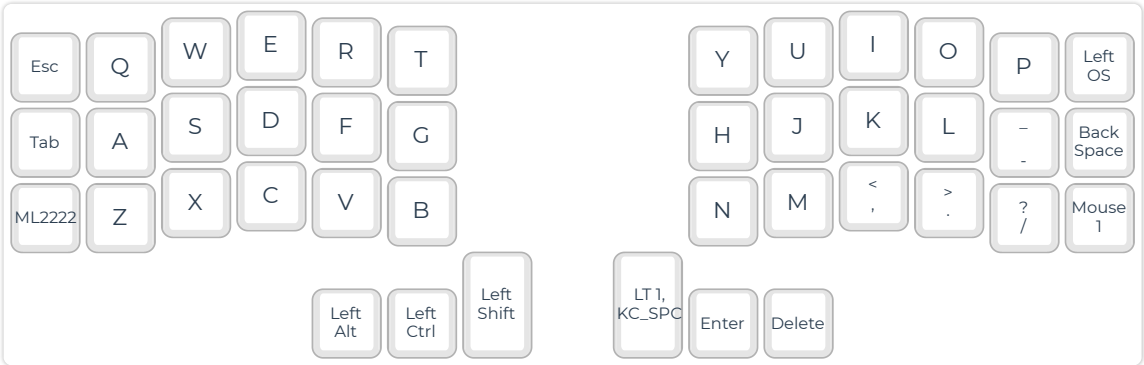 Esc Q W E R T Y U I O P Left
OS
Tab A S D F G H J K L _
- Back
Space
ML2222 Z X C V B N M <
, >
. ?
/ Mouse
1
Left
Alt
Left
Ctrl
Left
Shift
LT 1,
KC_SPC
Enter
Delete